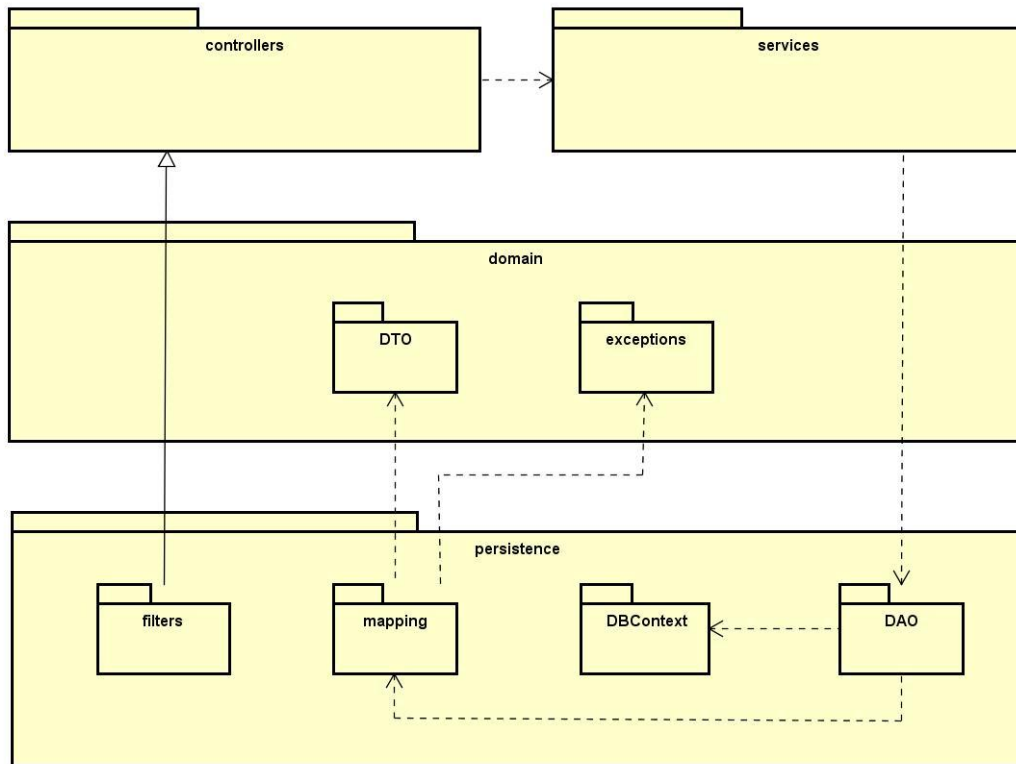 controllers
services
domain
DTO
exceptions
persistence
filters
mapping
DBContext
DAO